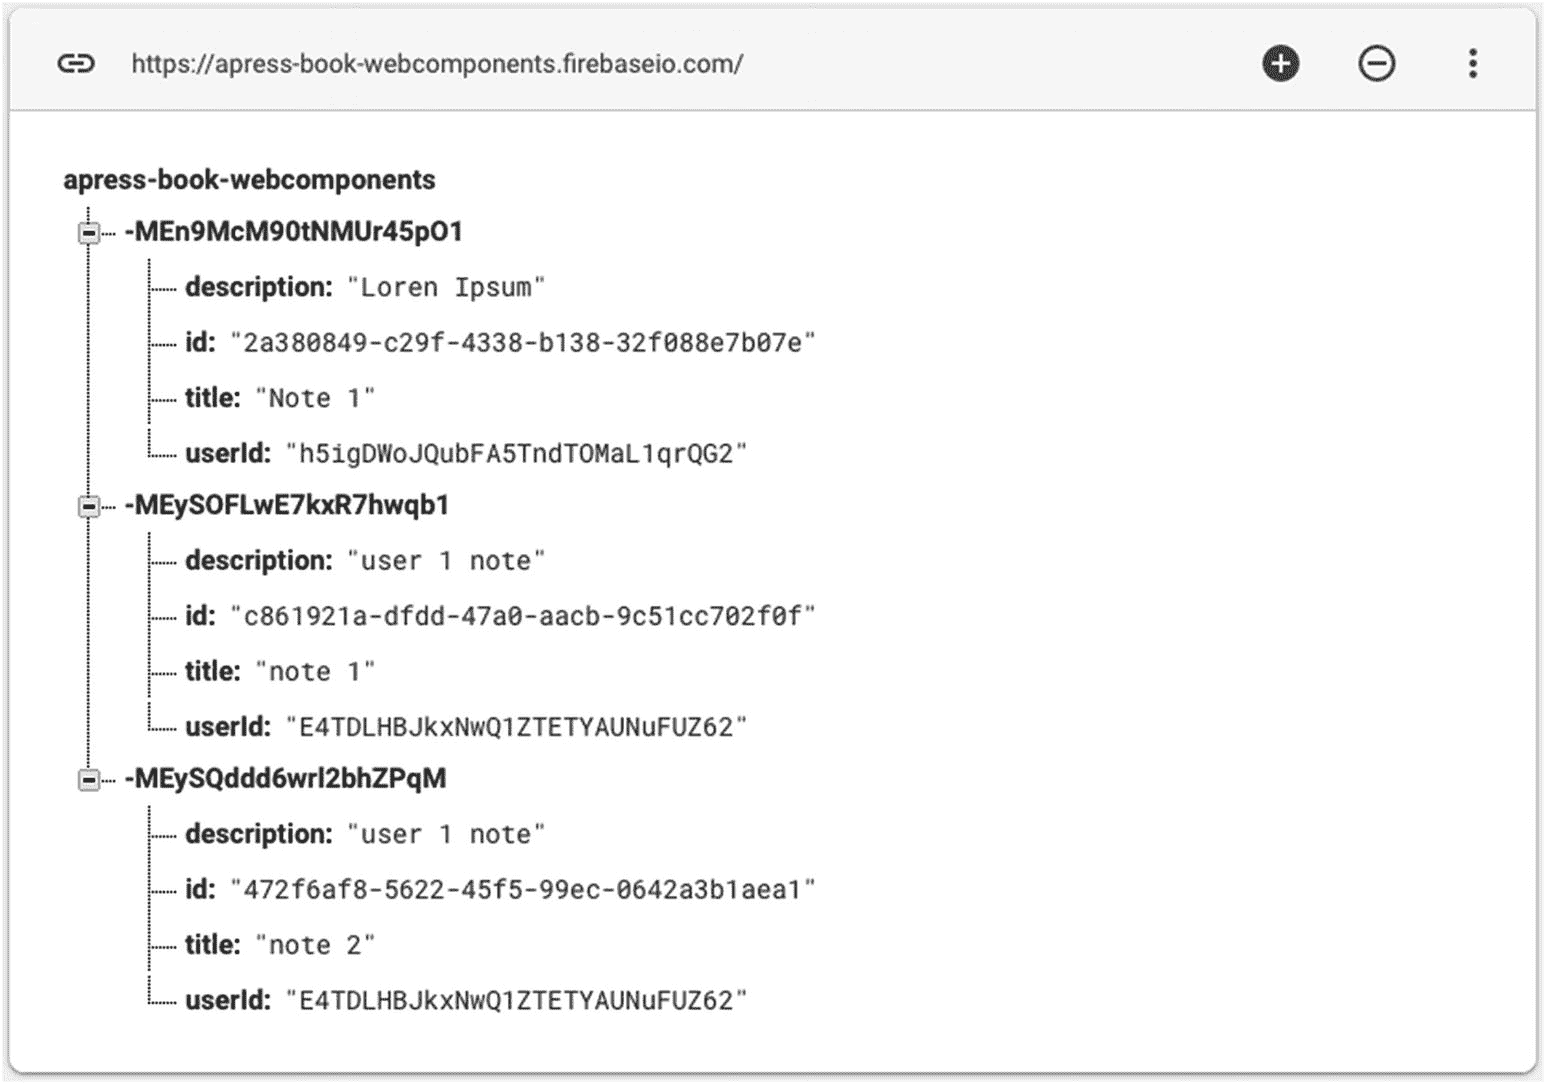 https://apress-book-webcomponents.firebaseio.com/
apress-book-webcomponents
-MEn9McM90tNMUr45pO1
description: "Loren Ipsum"
id: "2a380849-c29f-4338-b138-32f088e7b07e"
title: "Note 1"
userId: "h5igDWoJQubFA5TndTOMaL1qrQG2"
-MEySOFLwE7kxR7hwqb1
description: "user 1 note"
id: "c861921a-dfdd-47a0-aacb-9c51cc702f0f"
title: "note 1"
userId: "E4TDLHBJkxNwQ1ZTETYAUNuFUZ62"
-MEySQddd6wrl2bhZPqM
description: "user 1 note"
id: "472f6af8-5622-45f5-99ec-0642a3b1aea1"
title: "note 2"
userId: "E4TDLHBJkxNwQ1ZTETYAUNuFUZ62"